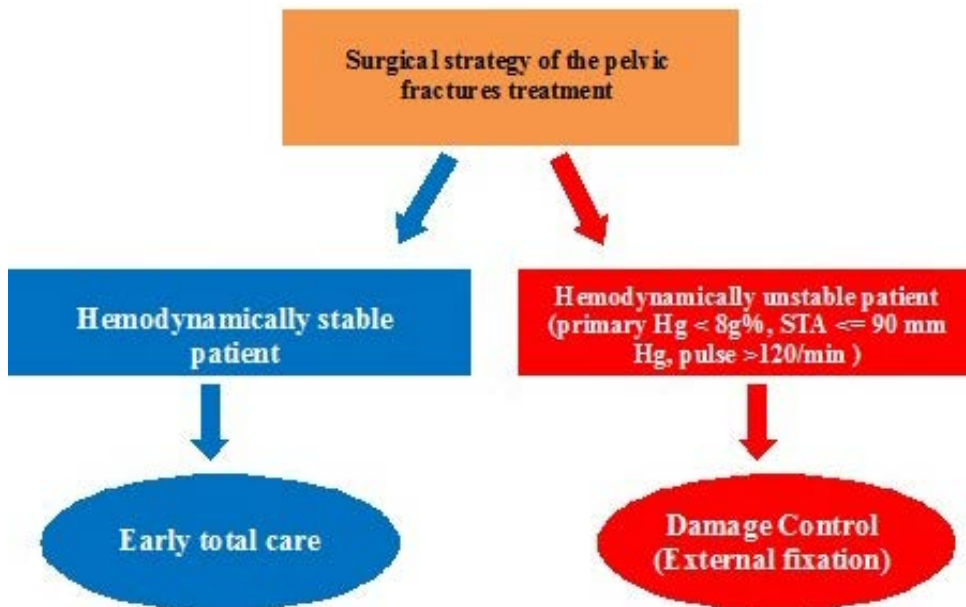 Surgical strategy of the pelvic
fractures treatment
Hemodynamically stable
patient
Hemodynamically unstable patient
(primary Hg < 8g%, STA <= 90 mm
Hg, pulse >120/min )
Early total care
Damage Control
(External fixation)